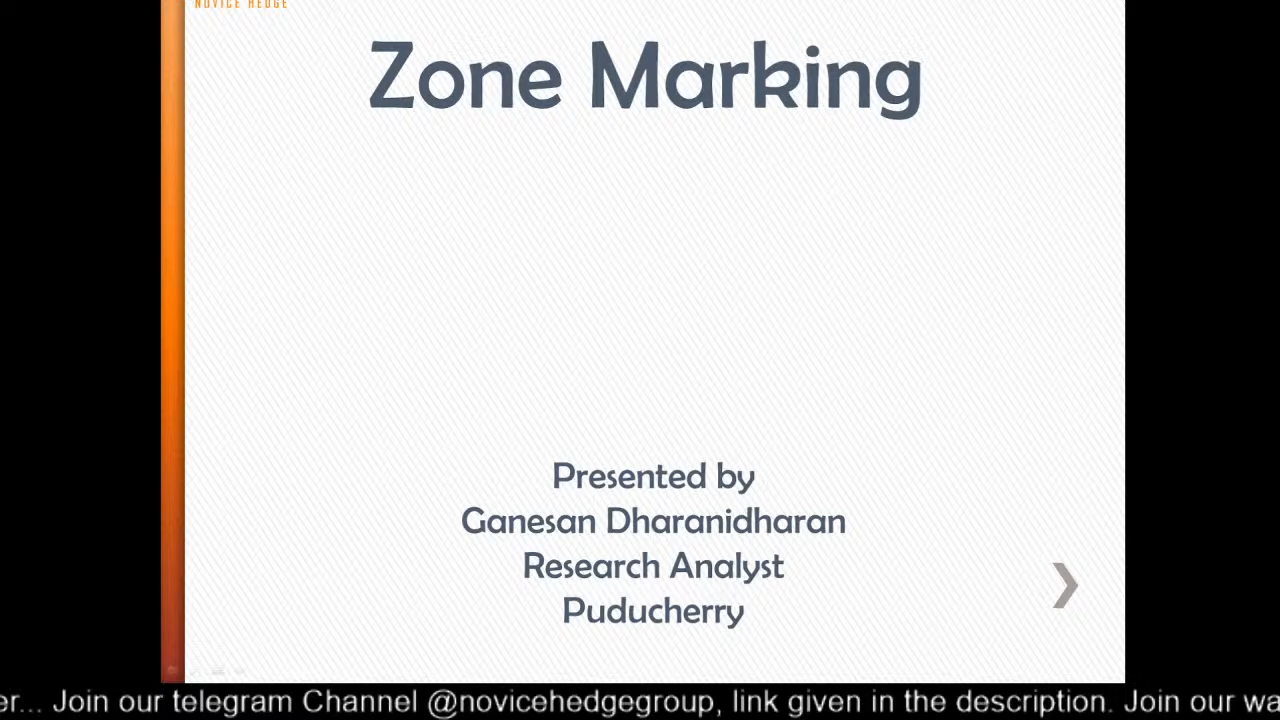 NOVICE HEDGE
Zone Marking
Presented by
Ganesan Dharanidharan
Research Analyst
Puducherry
er... Join our telegram Channel @novicehedgegroup, link given in the description. Join our wa